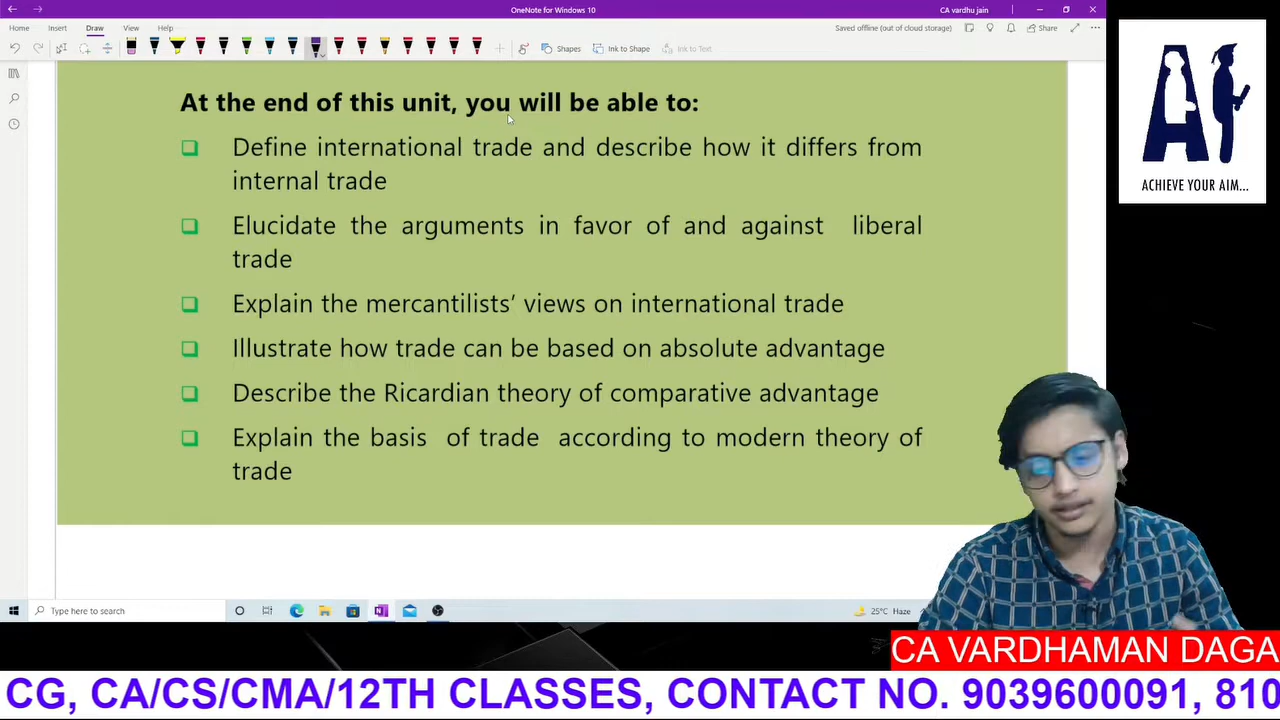 OneNote for Windows 10
CA vardhu jain
Home Insert Draw View Help
Saved offline (out of cloud storage)
Share
Shapes
Ink to Shape
Ink to Text
At the end of this unit, you will be able to:
Define international trade and describe how it differs from
internal trade
Elucidate the arguments in favor of and against liberal
trade
Explain the mercantilists’ views on international trade
Illustrate how trade can be based on absolute advantage
Describe the Ricardian theory of comparative advantage
Explain the basis of trade according to modern theory of
trade
ACHIEVE YOUR AIM...
Type here to search
25°C Haze
CA VARDHAMAN DAGA
CG, CA/CS/CMA/12TH CLASSES, CONTACT NO. 9039600091, 810